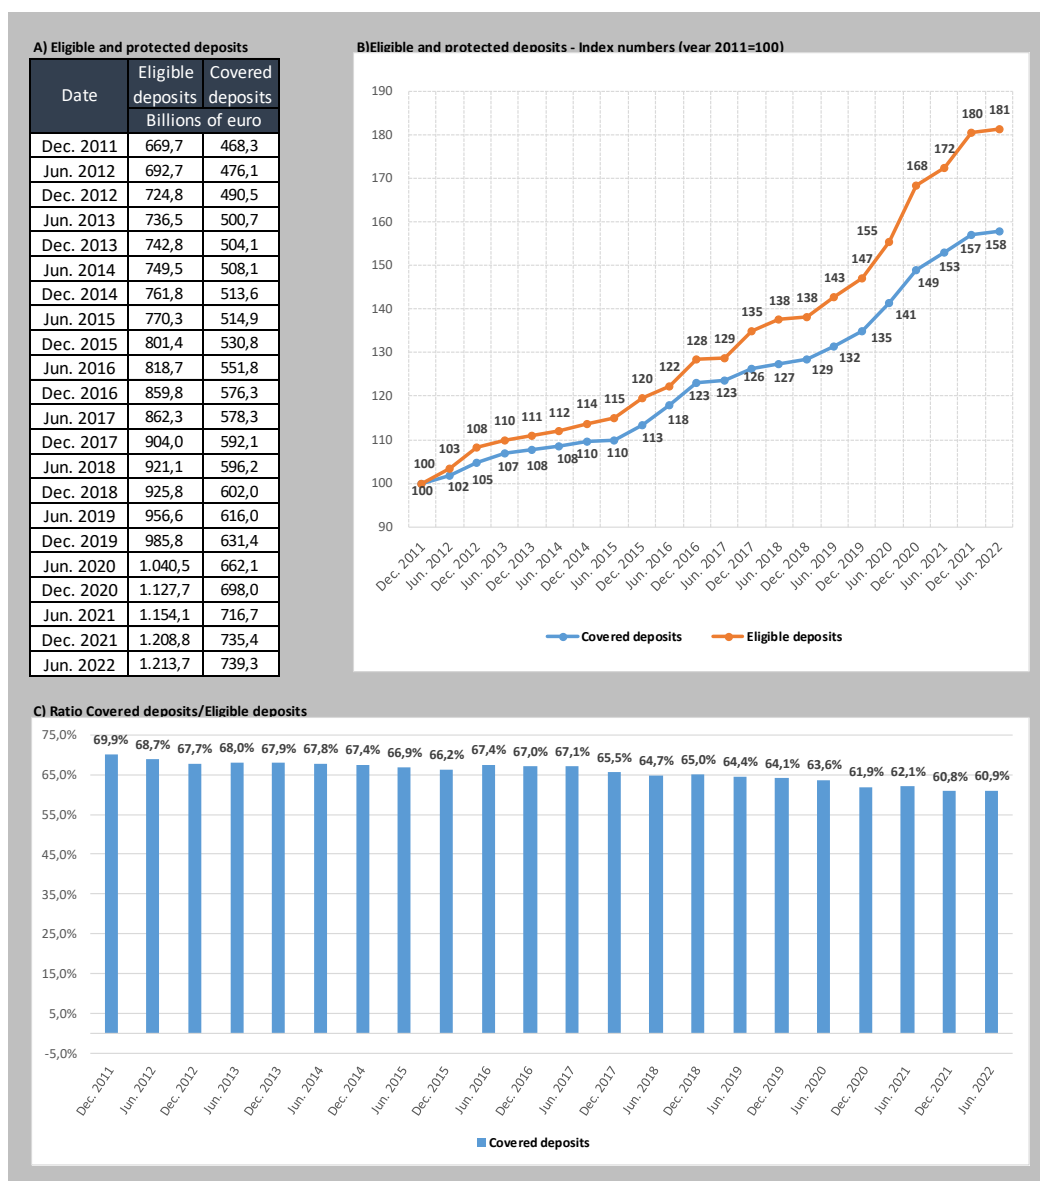 A) Eligible and protected deposits
Date Eligible deposits Covered deposits
Billions of euro
Dec. 2011 669,7 468,3
Jun. 2012 692,7 476,1
Dec. 2012 724,8 490,5
Jun. 2013 736,5 500,7
Dec. 2013 742,8 504,1
Jun. 2014 749,5 508,1
Dec. 2014 761,8 513,6
Jun. 2015 770,3 514,9
Dec. 2015 801,4 530,8
Jun. 2016 818,7 551,8
Dec. 2016 859,8 576,3
Jun. 2017 862,3 578,3
Dec. 2017 904,0 592,1
Jun. 2018 921,1 596,2
Dec. 2018 925,8 602,0
Jun. 2019 956,6 616,0
Dec. 2019 985,8 631,4
Jun. 2020 1.040,5 662,1
Dec. 2020 1.127,7 698,0
Jun. 2021 1.154,1 716,7
Dec. 2021 1.208,8 735,4
Jun. 2022 1.213,7 739,3
B)Eligible and protected deposits - Index numbers (year 2011=100)
190
180
170
160
150
140
130
120
110
100
90
100 103 108 110 111 112 114 115 120 122 128 129 135 138 138 143 147 155 168 172 180 181
100 102 105 107 108 108 110 110 113 118 123 123 126 127 129 132 135 141 149 153 157 158
Dec. 2011 Jun. 2012 Dec. 2012 Jun. 2013 Dec. 2013 Jun. 2014 Dec. 2014 Jun. 2015 Dec. 2015 Jun. 2016 Dec. 2016 Jun. 2017 Dec. 2017 Jun. 2018 Dec. 2018 Jun. 2019 Dec. 2019 Jun. 2020 Dec. 2020 Jun. 2021 Dec. 2021 Jun. 2022
Covered deposits Eligible deposits
C) Ratio Covered deposits/Eligible deposits
75,0%
65,0%
55,0%
45,0%
35,0%
25,0%
15,0%
5,0%
-5,0%
69,9% 68,7% 67,7% 68,0% 67,9% 67,8% 67,4% 66,9% 66,2% 67,4% 67,0% 67,1% 65,5% 64,7% 65,0% 64,4% 64,1% 63,6% 61,9% 62,1% 60,8% 60,9%
Dec. 2011 Jun. 2012 Dec. 2012 Jun. 2013 Dec. 2013 Jun. 2014 Dec. 2014 Jun. 2015 Dec. 2015 Jun. 2016 Dec. 2016 Jun. 2017 Dec. 2017 Jun. 2018 Dec. 2018 Jun. 2019 Dec. 2019 Jun. 2020 Dec. 2020 Jun. 2021 Dec. 2021 Jun. 2022
Covered deposits